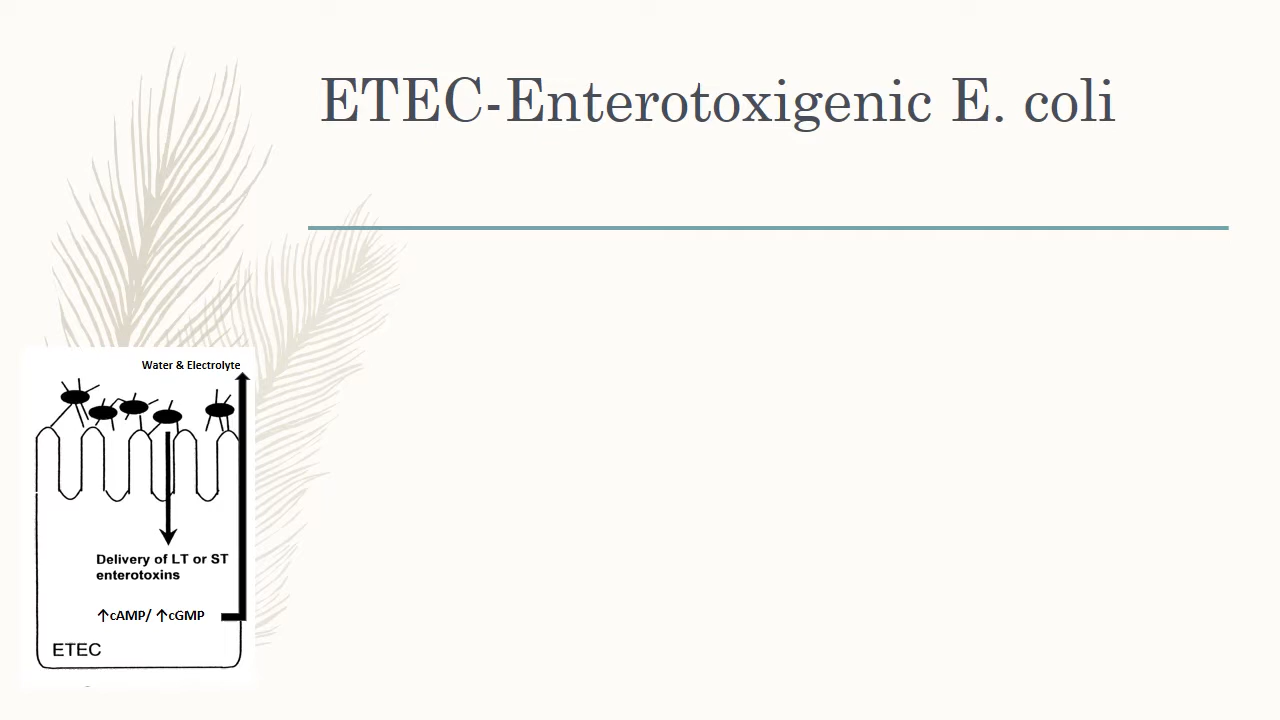 ETEC-Enterotoxigenic E. coli
Water & Electrolyte
Delivery of LT or ST
enterotoxins
↑cAMP/ ↑cGMP
ETEC